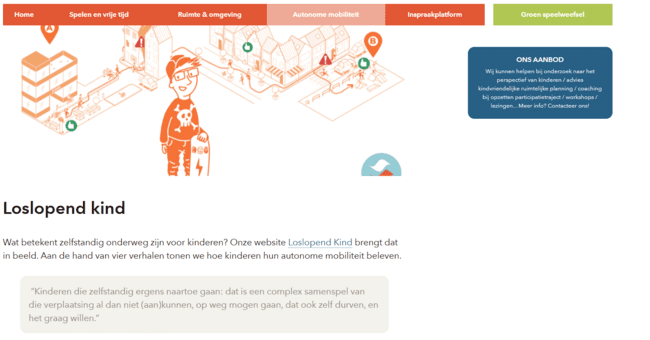 Home Spelen en vrije tijd Ruimte & omgeving Autonome mobiliteit Inspraakplatform Groen speelweefsel
ONS AANBOD
Wij kunnen helpen bij onderzoek naar het
perspectief van kinderen / advies
kindvriendelijke ruimtelijke planning / coaching
bij opzetten participatietraject / workshops /
lezingen... Meer info? Contacteer ons!
Loslopend kind
Wat betekent zelfstandig onderweg zijn voor kinderen? Onze website Loslopend Kind brengt dat
in beeld. Aan de hand van vier verhalen tonen we hoe kinderen hun autonome mobiliteit beleven.
“Kinderen die zelfstandig ergens naartoe gaan: dat is een complex samenspel van
die verplaatsing al dan niet (aan)kunnen, op weg mogen gaan, dat ook zelf durven, en
het graag willen.”